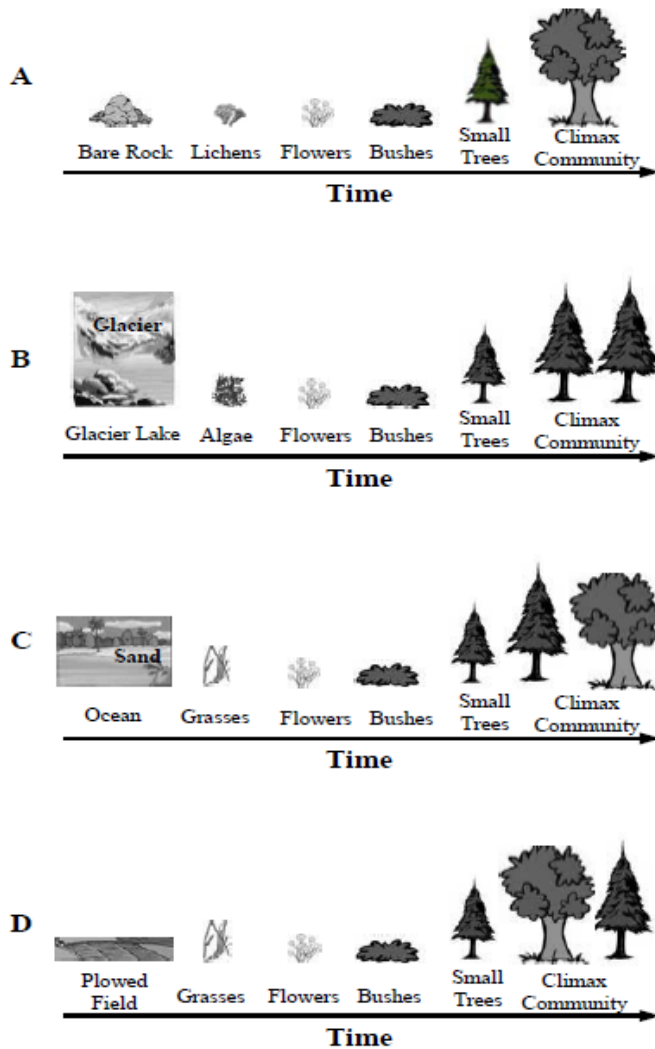 A
Bare Rock Lichens Flowers Bushes Small Trees Climax Community
Time
B
Glacier
Glacier Lake Algae Flowers Bushes Small Trees Climax Community
Time
C
Sand
Ocean Grasses Flowers Bushes Small Trees Climax Community
Time
D
Plowed Field Grasses Flowers Bushes Small Trees Climax Community
Time